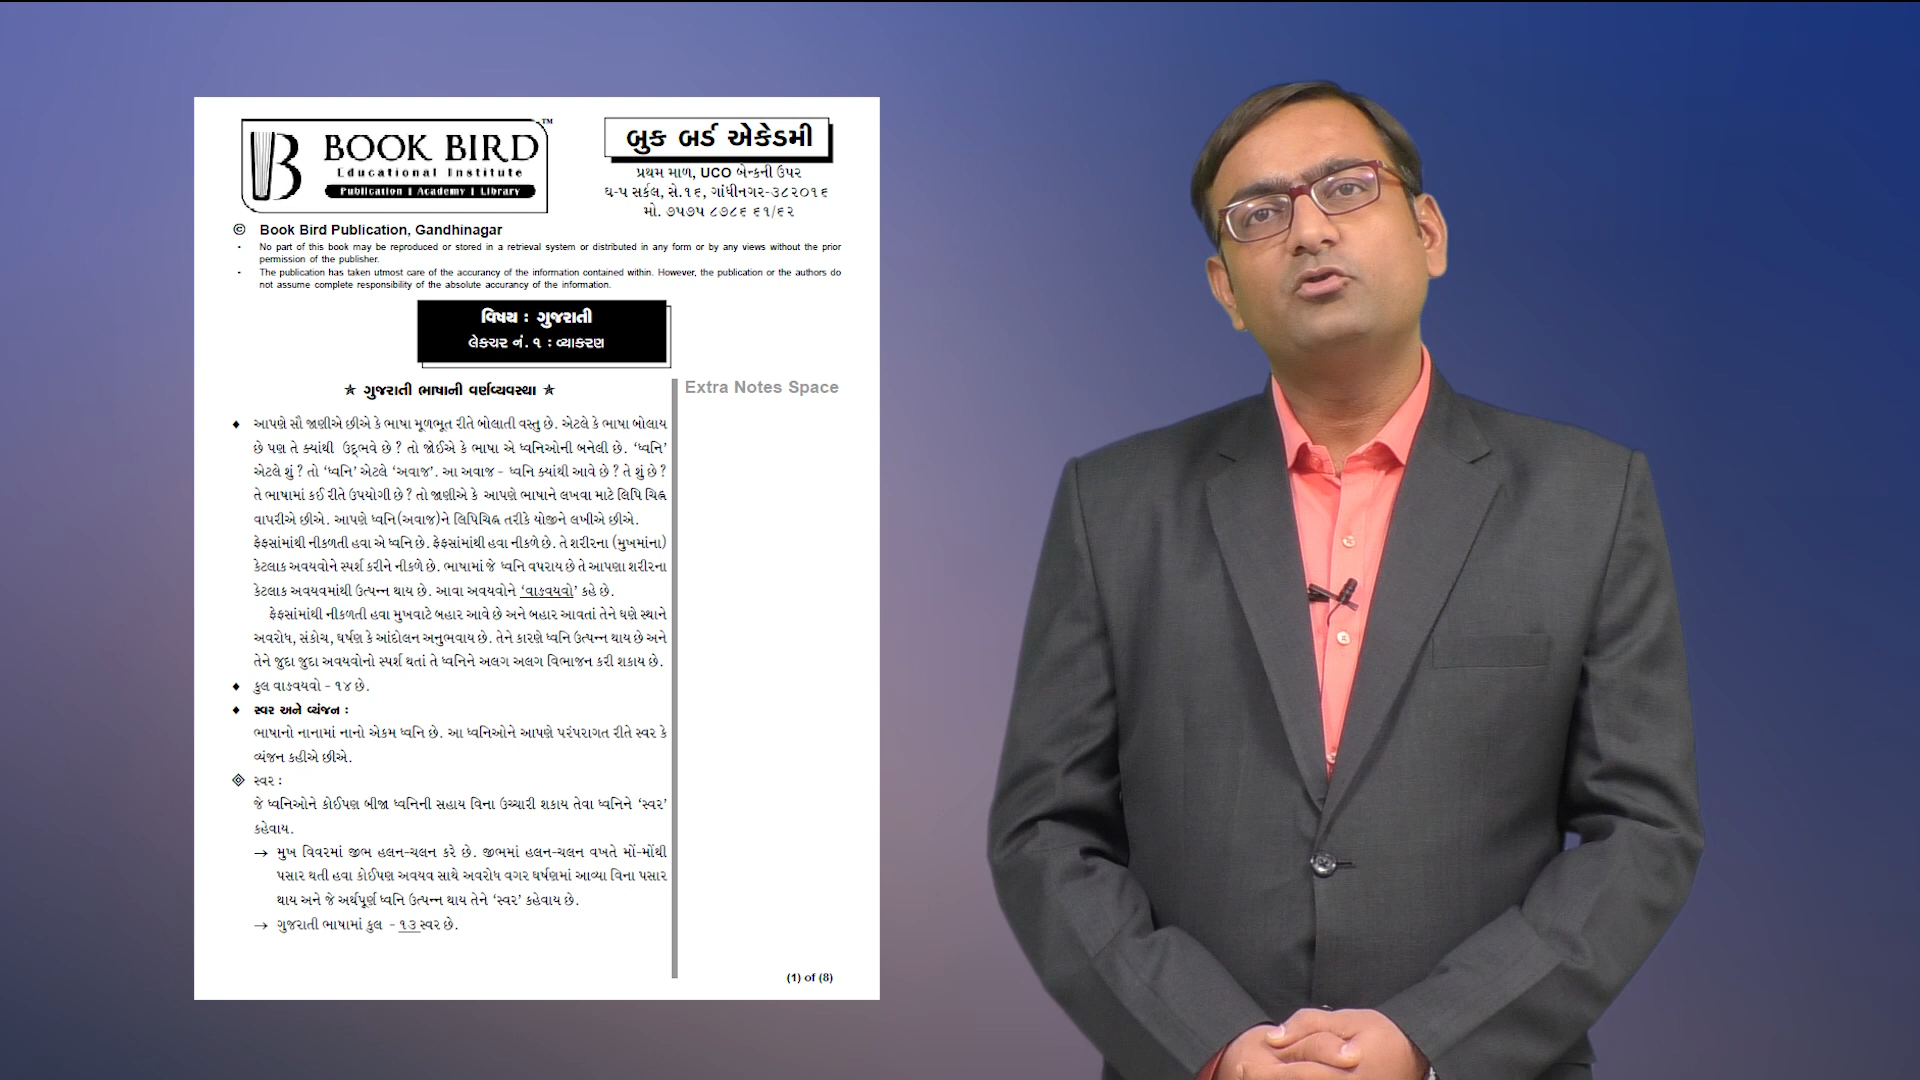 BOOK BIRD™
Educational Institute
Publication | Academy | Library
બુક બર્ડ એકેડમી
પ્રથમ માળ, UCO બેન્કની ઉપર
ઘ-૫ સર્કલ, સે.૧૬, ગાંધીનગર-૩૮૨૦૧૬
મો. ૭૫૭૫ ૮૭૮૬ ૬૧/૬૨
© Book Bird Publication, Gandhinagar
- No part of this book may be reproduced or stored in a retrieval system or distributed in any form or by any views without the prior
permission of the publisher.
- The publication has taken utmost care of the accurancy of the information contained within. However, the publication or the authors do
not assume complete responsibility of the absolute accurancy of the information.
વિષય : ગુજરાતી
લેક્ચર નં. ૧ : વ્યાકરણ
★ ગુજરાતી ભાષાની વર્ણવ્યવસ્થા ★
Extra Notes Space
♦ આપણે સૌ જાણીએ છીએ કે ભાષા મૂળભૂત રીતે બોલાતી વસ્તુ છે. એટલે કે ભાષા બોલાય
છે પણ તે ક્યાંથી ઉદ્ભવે છે ? તો જોઈએ કે ભાષા એ ધ્વનિઓની બનેલી છે. 'ધ્વનિ'
એટલે શું ? તો 'ધ્વનિ' એટલે 'અવાજ'. આ અવાજ - ધ્વનિ ક્યાંથી આવે છે ? તે શું છે ?
તે ભાષામાં કઈ રીતે ઉપયોગી છે ? તો જાણીએ કે આપણે ભાષાને લખવા માટે લિપિ ચિહ્ન
વાપરીએ છીએ. આપણે ધ્વનિ(અવાજ)ને લિપિચિહ્ન તરીકે યોજીને લખીએ છીએ.
ફેફસાંમાંથી નીકળતી હવા એ ધ્વનિ છે. ફેફસાંમાંથી હવા નીકળે છે. તે શરીરના (મુખમાંના)
કેટલાક અવયવોને સ્પર્શ કરીને નીકળે છે. ભાષામાં જે ધ્વનિ વપરાય છે તે આપણા શરીરના
કેટલાક અવયવમાંથી ઉત્પન્ન થાય છે. આવા અવયવોને 'વાઙવયવો' કહે છે.
ફેફસાંમાંથી નીકળતી હવા મુખવાટે બહાર આવે છે અને બહાર આવતાં તેને ઘણે સ્થાને
અવરોધ, સંકોચ, ઘર્ષણ કે આંદોલન અનુભવાય છે. તેને કારણે ધ્વનિ ઉત્પન્ન થાય છે અને
તેને જુદા જુદા અવયવોનો સ્પર્શ થતાં તે ધ્વનિને અલગ અલગ વિભાજન કરી શકાય છે.
♦ કુલ વાઙવયવો - ૧૪ છે.
♦ સ્વર અને વ્યંજન :
ભાષાનો નાનામાં નાનો એકમ ધ્વનિ છે. આ ધ્વનિઓને આપણે પરંપરાગત રીતે સ્વર કે
વ્યંજન કહીએ છીએ.
◈ સ્વર :
જે ધ્વનિઓને કોઈપણ બીજા ધ્વનિની સહાય વિના ઉચ્ચારી શકાય તેવા ધ્વનિને 'સ્વર'
કહેવાય.
→ મુખ વિવરમાં જીભ હલન-ચલન કરે છે. જીભમાં હલન-ચલન વખતે મોં-મોંથી
પસાર થતી હવા કોઈપણ અવયવ સાથે અવરોધ વગર ઘર્ષણમાં આવ્યા વિના પસાર
થાય અને જે અર્થપૂર્ણ ધ્વનિ ઉત્પન્ન થાય તેને 'સ્વર' કહેવાય છે.
→ ગુજરાતી ભાષામાં કુલ - ૧૩ સ્વર છે.
(1) of (8)